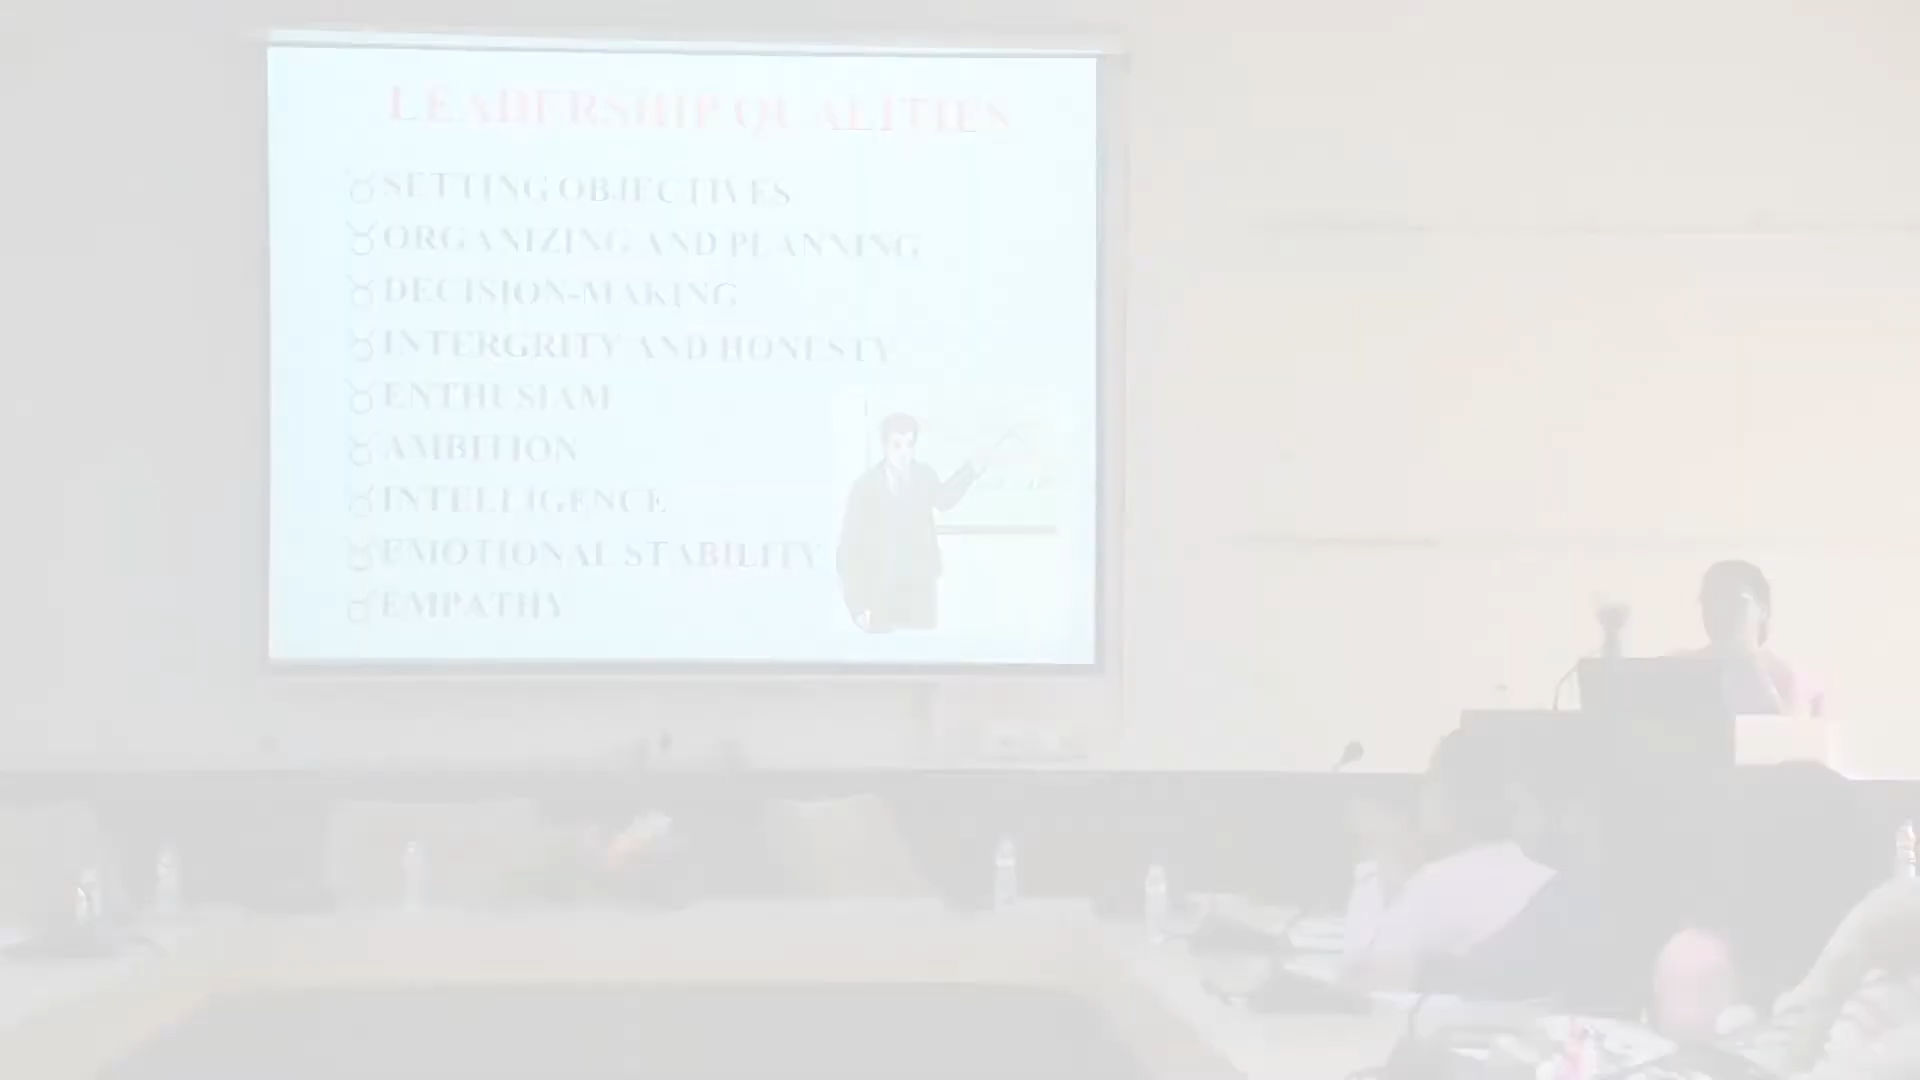 LEADERSHIP QUALITIES
SETTING OBJECTIVES
ORGANIZING AND PLANNING
DECISION-MAKING
INTERGRITY AND HONESTY
ENTHUSIAM
AMBITION
INTELLIGENCE
EMOTIONAL STABILITY
EMPATHY